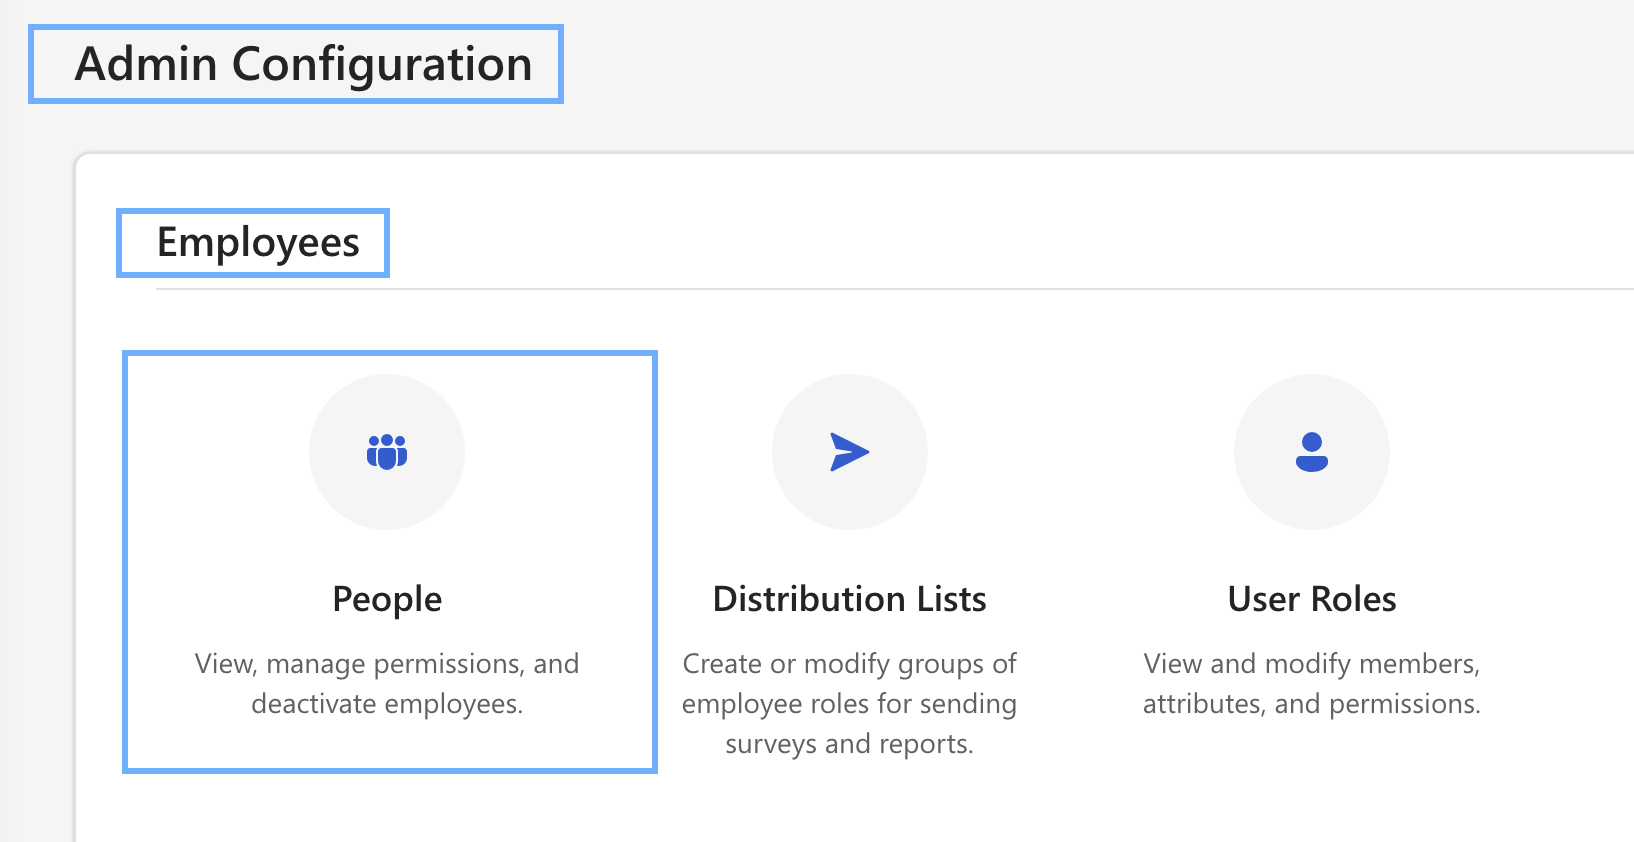 Admin Configuration
Employees
People
View, manage permissions, and
deactivate employees.
Distribution Lists
Create or modify groups of
employee roles for sending
surveys and reports.
User Roles
View and modify members,
attributes, and permissions.